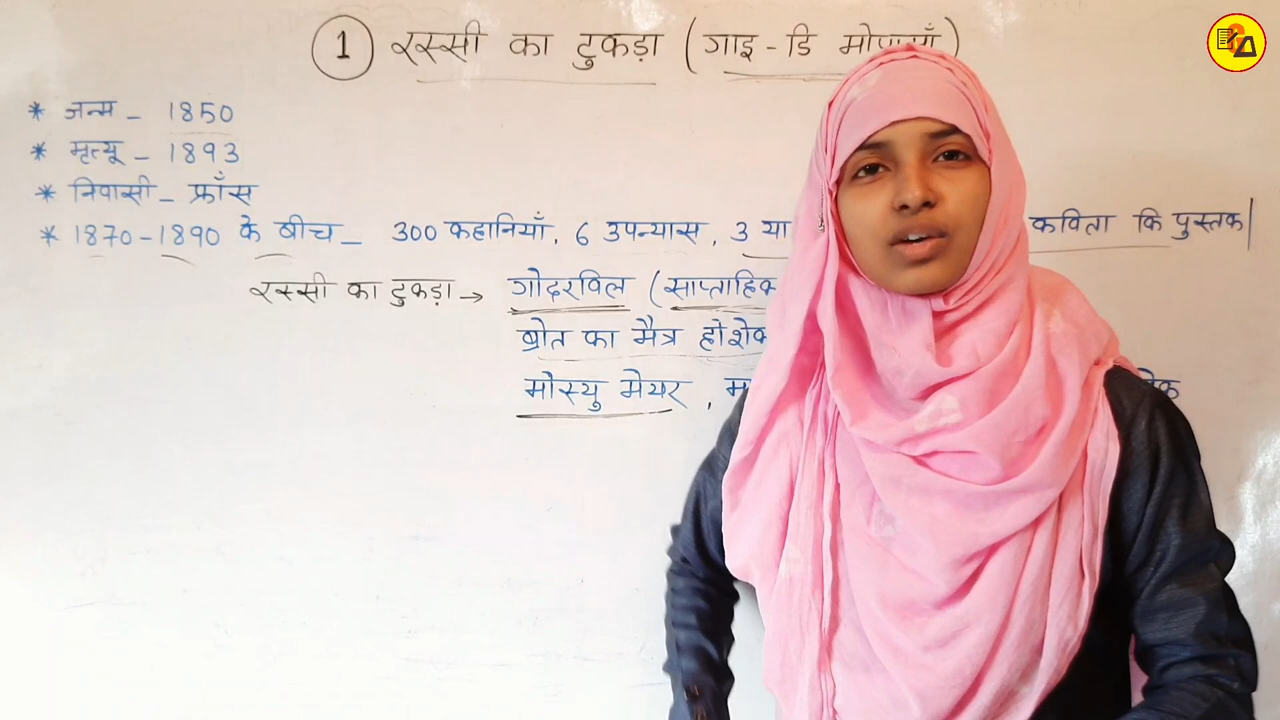 1 रस्सी का टुकड़ा (गाइ - डि मोपासाँ)
* जन्म - 1850
* मृत्यू - 1893
* निवासी - फ्राँस
* 1870-1890 के बीच - 300 कहानियाँ, 6 उपन्यास, 3 या कविता कि पुस्तक|
रस्सी का टुकड़ा → गोदरविल (साप्ताहिक
ब्रोत का मैत्र होशेक
मोस्यु मेयर,